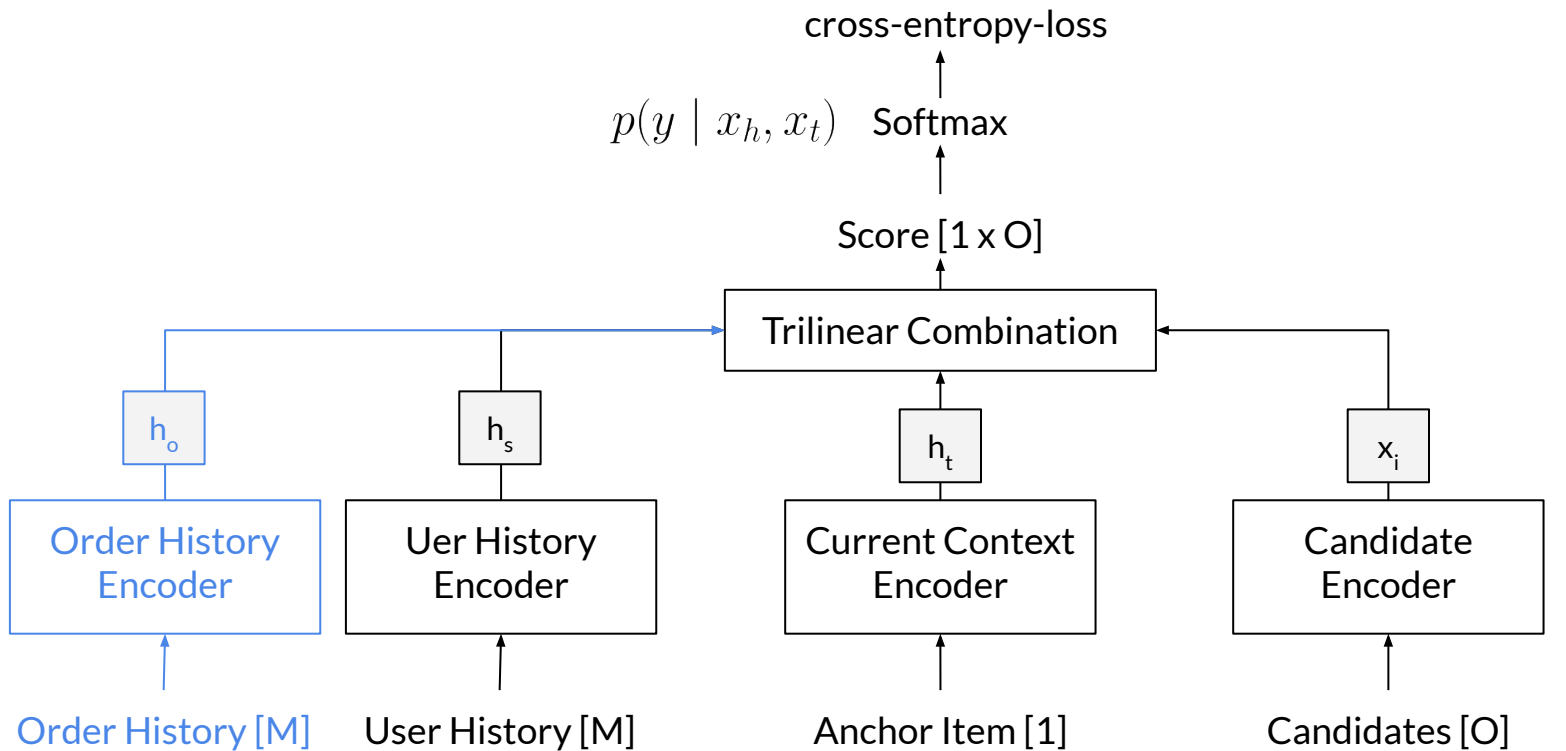 cross-entropy-loss
p(y | x_h, x_t) Softmax
Score [1 x O]
Trilinear Combination
h_o
h_s
h_t
x_i
Order History
Encoder
Uer History
Encoder
Current Context
Encoder
Candidate
Encoder
Order History [M]
User History [M]
Anchor Item [1]
Candidates [O]